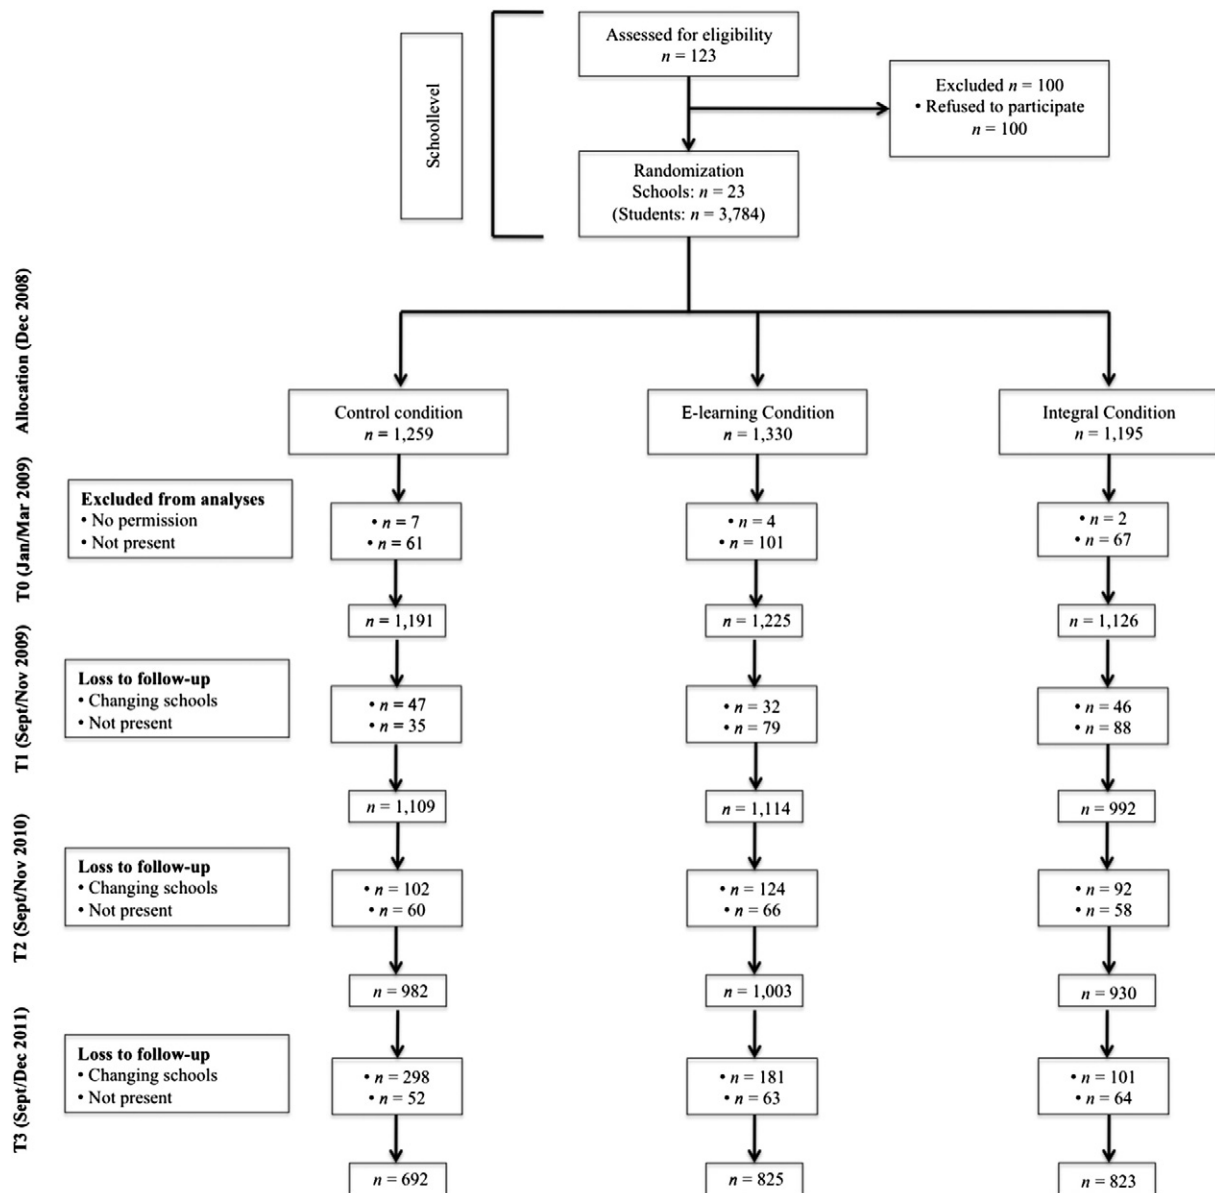 Assessed for eligibility
n = 123
Excluded n = 100
• Refused to participate
n = 100
Schoollevel
Randomization
Schools: n = 23
(Students: n = 3,784)
Allocation (Dec 2008)
Control condition
n = 1,259
E-learning Condition
n = 1,330
Integral Condition
n = 1,195
T0 (Jan/Mar 2009)
Excluded from analyses
• No permission
• Not present
• n = 7
• n = 61
• n = 4
• n = 101
• n = 2
• n = 67
n = 1,191
n = 1,225
n = 1,126
T1 (Sept/Nov 2009)
Loss to follow-up
• Changing schools
• Not present
• n = 47
• n = 35
• n = 32
• n = 79
• n = 46
• n = 88
n = 1,109
n = 1,114
n = 992
T2 (Sept/Nov 2010)
Loss to follow-up
• Changing schools
• Not present
• n = 102
• n = 60
• n = 124
• n = 66
• n = 92
• n = 58
n = 982
n = 1,003
n = 930
T3 (Sept/Dec 2011)
Loss to follow-up
• Changing schools
• Not present
• n = 298
• n = 52
• n = 181
• n = 63
• n = 101
• n = 64
n = 692
n = 825
n = 823